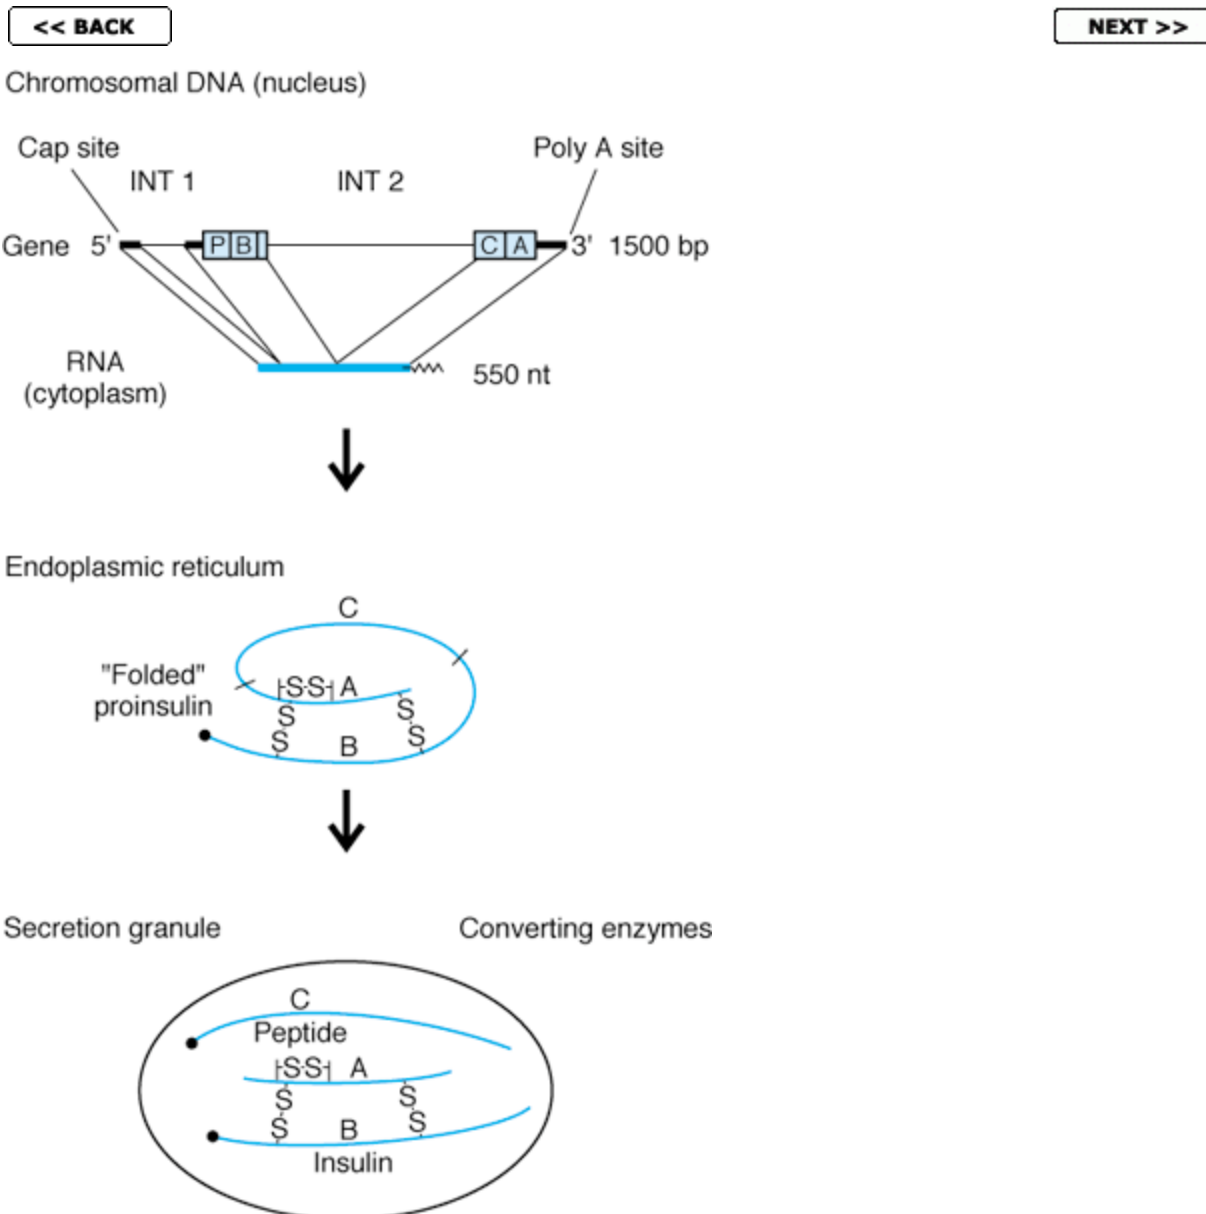 << BACK
NEXT >>
Chromosomal DNA (nucleus)
Cap site
Poly A site
INT 1
INT 2
Gene 5' P B C A 3' 1500 bp
RNA
(cytoplasm)
550 nt
Endoplasmic reticulum
C
"Folded"
proinsulin
S-S A
S S
S S
B
Secretion granule
Converting enzymes
C
Peptide
S-S A
S S
S S
B
Insulin